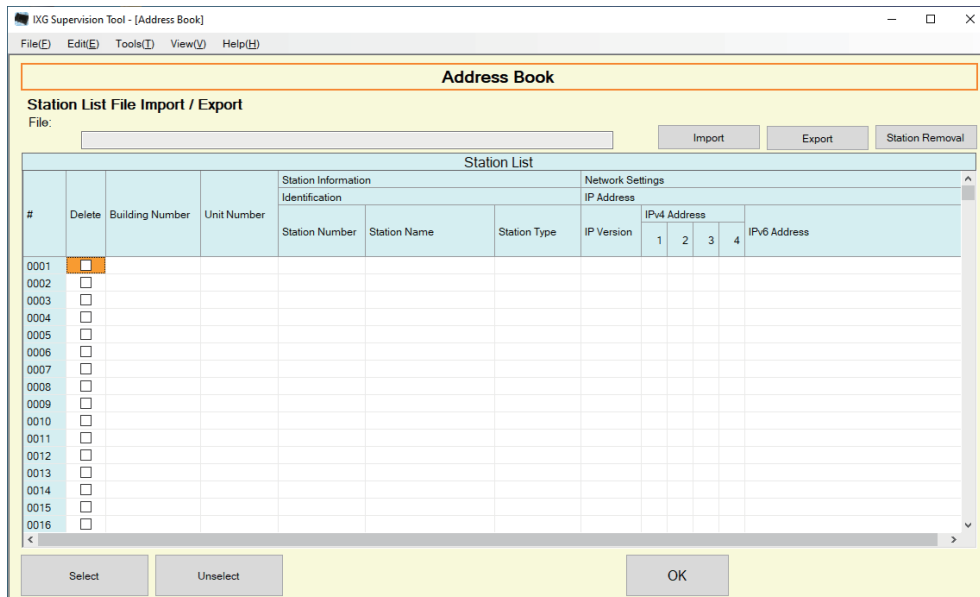 IXG Supervision Tool - [Address Book]
File(F) Edit(E) Tools(T) View(V) Help(H)
Address Book
Station List File Import / Export
File:
Import Export Station Removal
Station List
Station Information Network Settings
Identification IP Address
# Delete Building Number Unit Number Station Number Station Name Station Type IP Version IPv4 Address IPv6 Address
1 2 3 4
0001
0002
0003
0004
0005
0006
0007
0008
0009
0010
0011
0012
0013
0014
0015
0016
Select Unselect OK